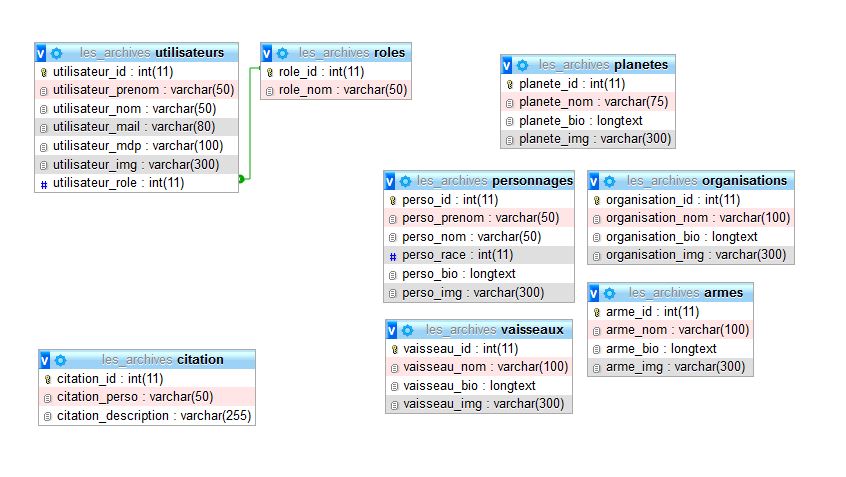 v les_archives utilisateurs
utilisateur_id : int(11)
utilisateur_prenom : varchar(50)
utilisateur_nom : varchar(50)
utilisateur_mail : varchar(80)
utilisateur_mdp : varchar(100)
utilisateur_img : varchar(300)
# utilisateur_role : int(11)
v les_archives roles
role_id : int(11)
role_nom : varchar(50)
v les_archives planetes
planete_id : int(11)
planete_nom : varchar(75)
planete_bio : longtext
planete_img : varchar(300)
v les_archives personnages
perso_id : int(11)
perso_prenom : varchar(50)
perso_nom : varchar(50)
# perso_race : int(11)
perso_bio : longtext
perso_img : varchar(300)
v les_archives organisations
organisation_id : int(11)
organisation_nom : varchar(100)
organisation_bio : longtext
organisation_img : varchar(300)
v les_archives armes
arme_id : int(11)
arme_nom : varchar(100)
arme_bio : longtext
arme_img : varchar(300)
v les_archives vaisseaux
vaisseau_id : int(11)
vaisseau_nom : varchar(100)
vaisseau_bio : longtext
vaisseau_img : varchar(300)
v les_archives citation
citation_id : int(11)
citation_perso : varchar(50)
citation_description : varchar(255)